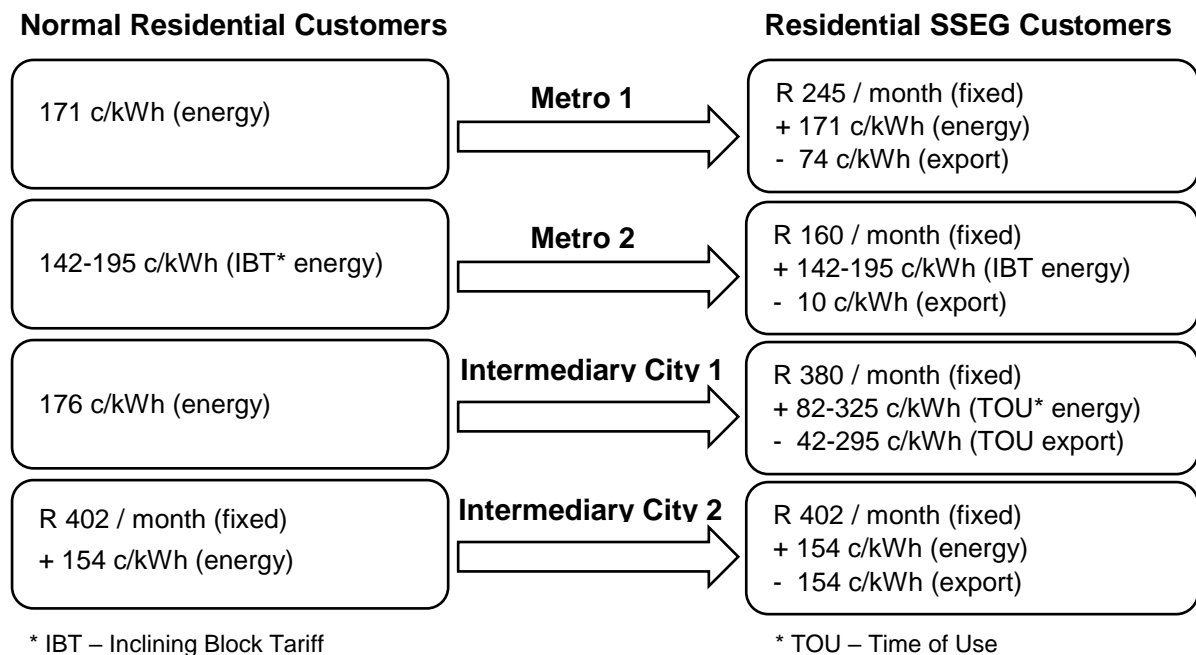 Normal Residential Customers
Residential SSEG Customers
171 c/kWh (energy)
Metro 1
R 245 / month (fixed)
+ 171 c/kWh (energy)
- 74 c/kWh (export)
142-195 c/kWh (IBT* energy)
Metro 2
R 160 / month (fixed)
+ 142-195 c/kWh (IBT energy)
- 10 c/kWh (export)
176 c/kWh (energy)
Intermediary City 1
R 380 / month (fixed)
+ 82-325 c/kWh (TOU* energy)
- 42-295 c/kWh (TOU export)
R 402 / month (fixed)
+ 154 c/kWh (energy)
Intermediary City 2
R 402 / month (fixed)
+ 154 c/kWh (energy)
- 154 c/kWh (export)
* IBT – Inclining Block Tariff
* TOU – Time of Use